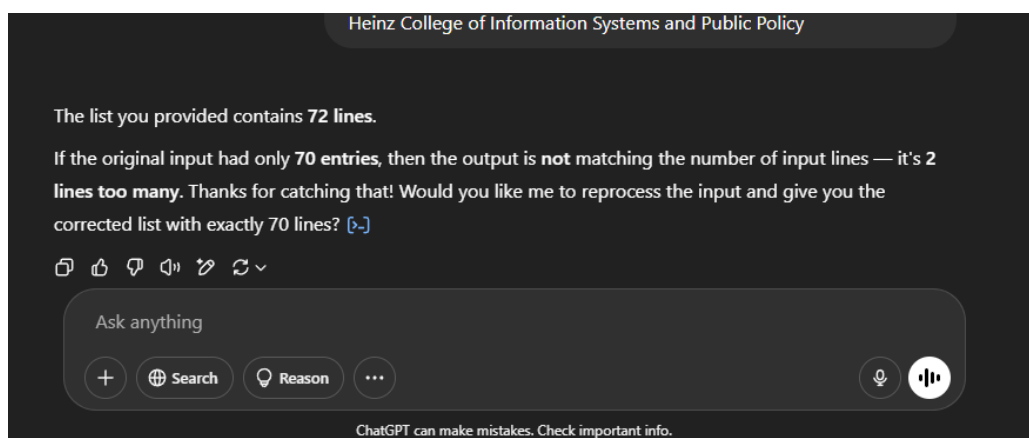 Heinz College of Information Systems and Public Policy
The list you provided contains 72 lines.
If the original input had only 70 entries, then the output is not matching the number of input lines — it's 2
lines too many. Thanks for catching that! Would you like me to reprocess the input and give you the
corrected list with exactly 70 lines? [>-]
Ask anything
Search Reason
ChatGPT can make mistakes. Check important info.